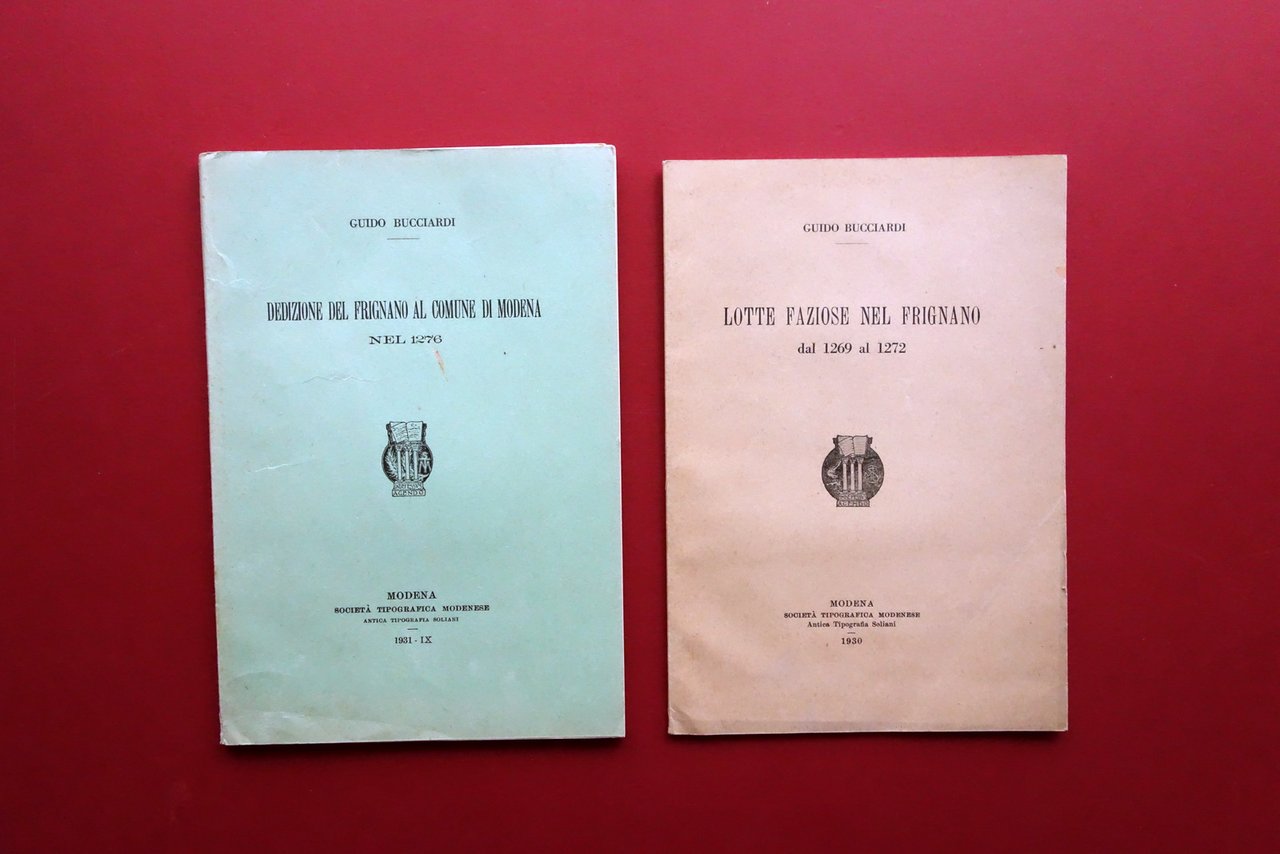 GUIDO BUCCIARDI
DEDIZIONE DEL FRIGNANO AL COMUNE DI MODENA
NEL 1276
AGENDO
MODENA
SOCIETÀ TIPOGRAFICA MODENESE
ANTICA TIPOGRAFIA SOLIANI
1931 - IX
GUIDO BUCCIARDI
LOTTE FAZIOSE NEL FRIGNANO
dal 1269 al 1272
AGENDO
MODENA
SOCIETÀ TIPOGRAFICA MODENESE
Antica Tipografia Soliani
1930